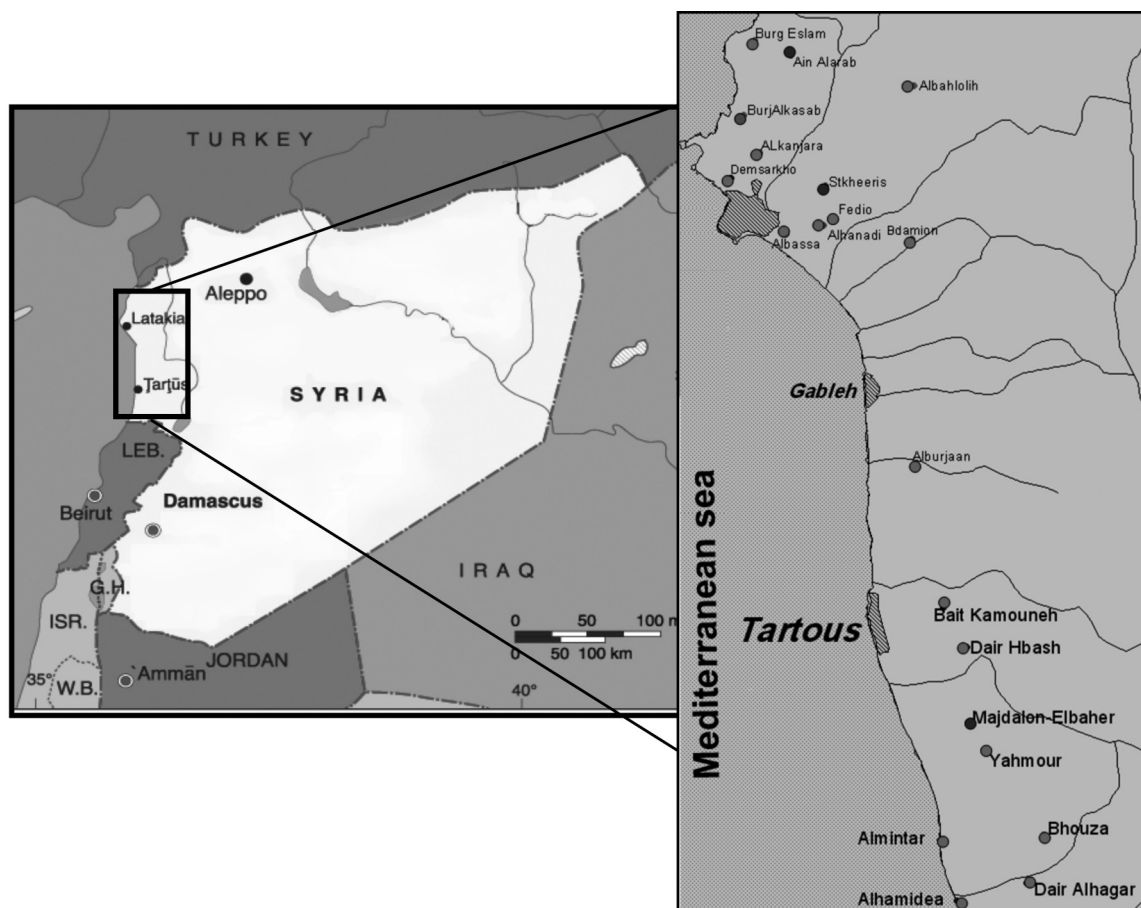 TURKEY
Aleppo
Latakia
Ţarţūs
SYRIA
LEB.
Beirut
Damascus
G.H.
IRAQ
ISR.
0 50 100 m
0 50 100 km
JORDAN
`Ammān
W.B.
35°
40°
Burg Eslam
Ain Alarab
Albahlolih
BurjAlkasab
ALkanjara
Demsarkho
Stkheeris
Fedio
Alhanadi
Albassa
Bdamion
Gableh
Alburjaan
Mediterranean sea
Bait Kamouneh
Tartous
Dair Hbash
Majdalon-Elbaher
Yahmour
Almintar
Bhouza
Dair Alhagar
Alhamidea